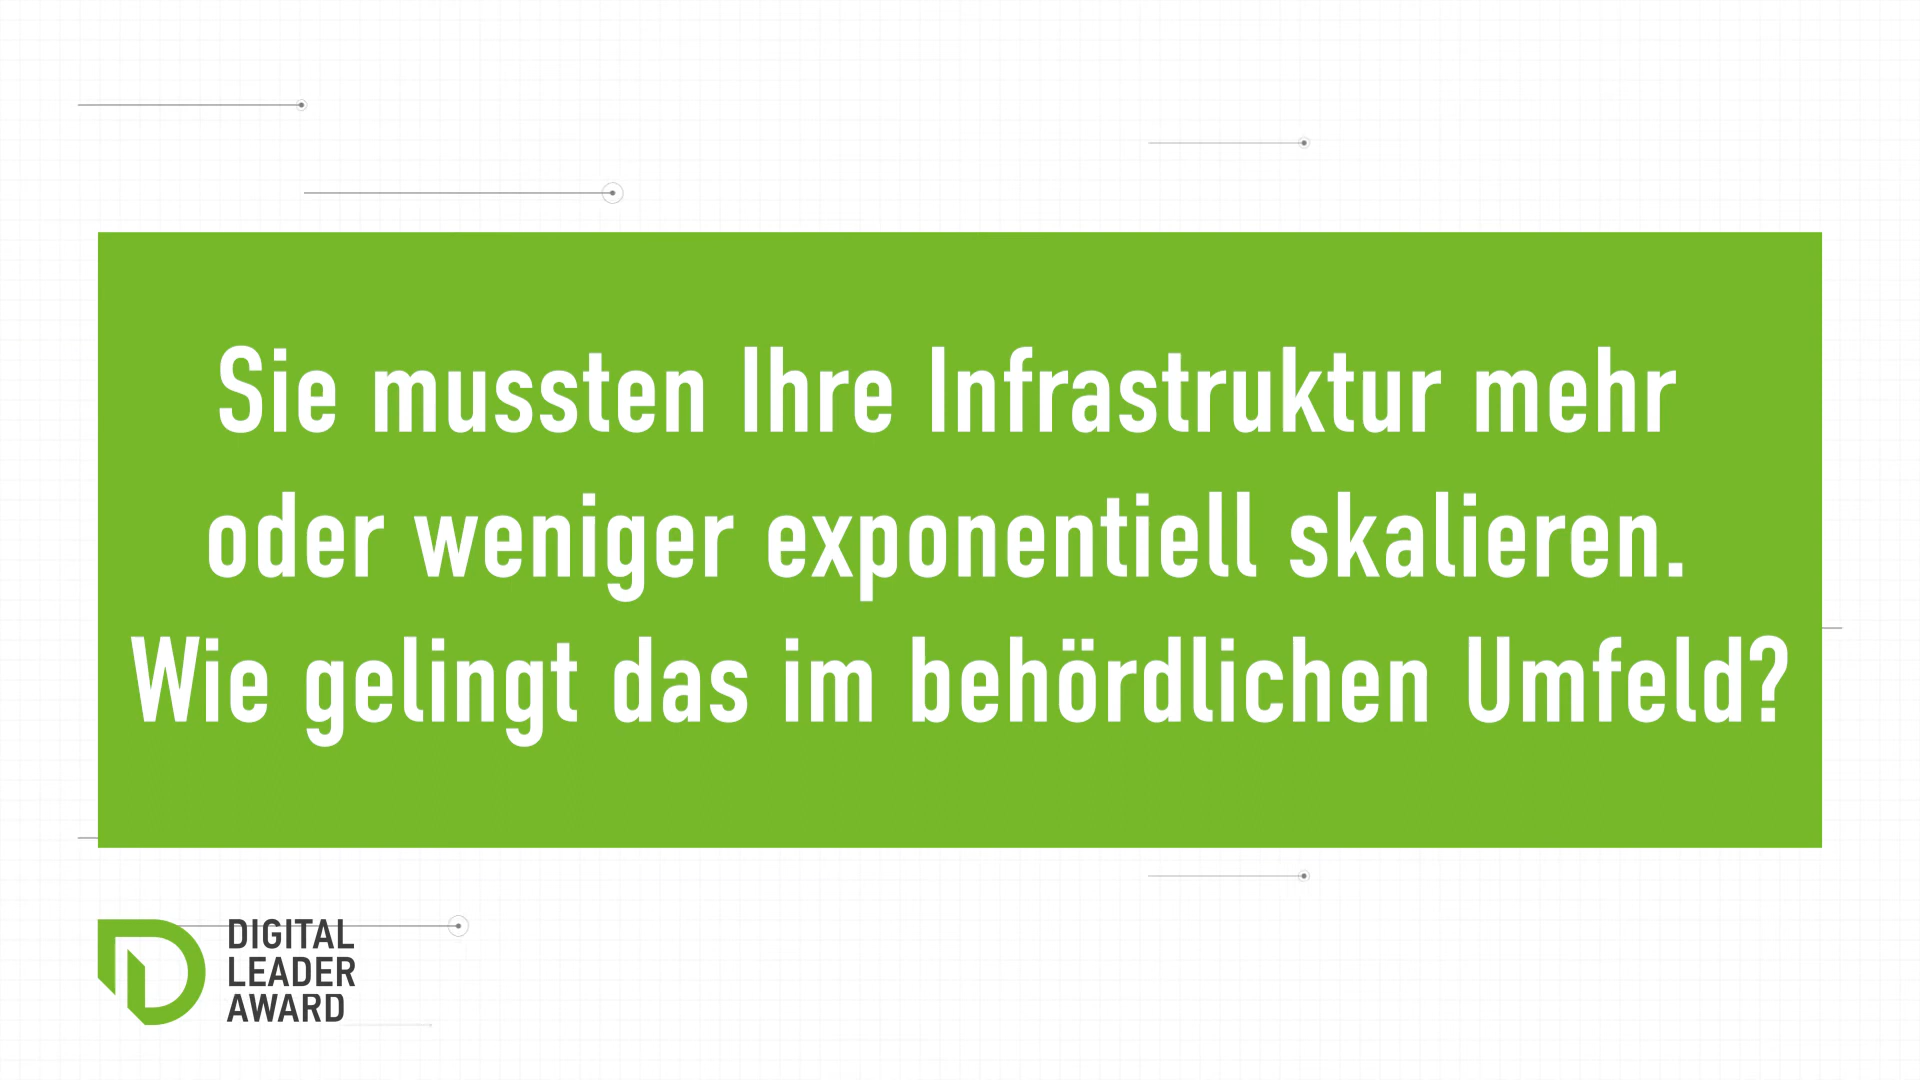 Sie mussten Ihre Infrastruktur mehr
oder weniger exponentiell skalieren.
Wie gelingt das im behördlichen Umfeld?
DIGITAL
LEADER
AWARD